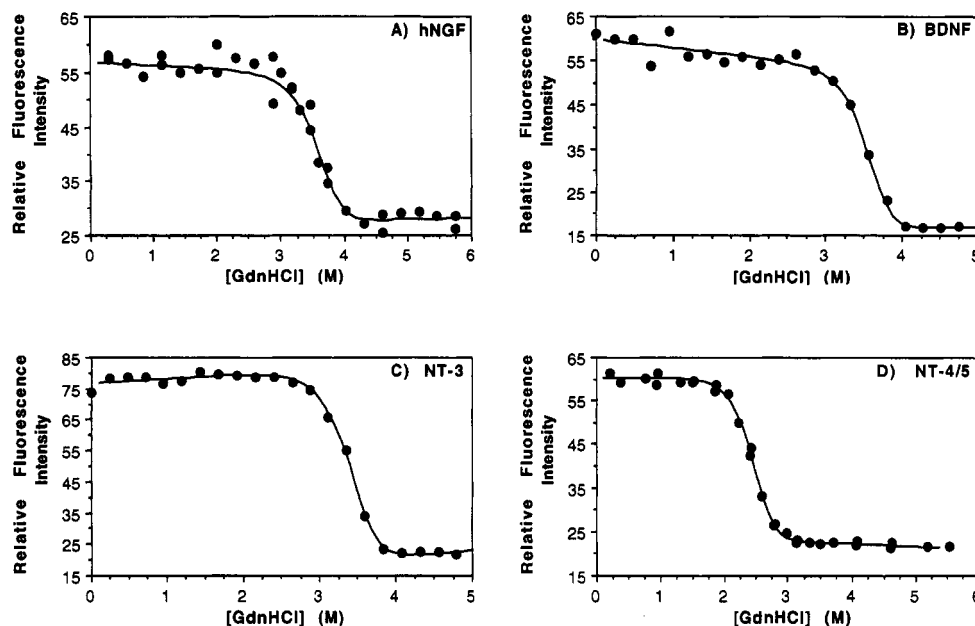 A) hNGF
Relative Fluorescence
Intensity
65
55
45
35
25
0 1 2 3 4 5 6
[GdnHCl] (M)
B) BDNF
Relative Fluorescence
Intensity
65
55
45
35
25
15
0 1 2 3 4 5
[GdnHCl] (M)
C) NT-3
Relative Fluorescence
Intensity
85
75
65
55
45
35
25
15
0 1 2 3 4 5
[GdnHCl] (M)
D) NT-4/5
Relative Fluorescence
Intensity
65
55
45
35
25
15
0 1 2 3 4 5 6
[GdnHCl] (M)